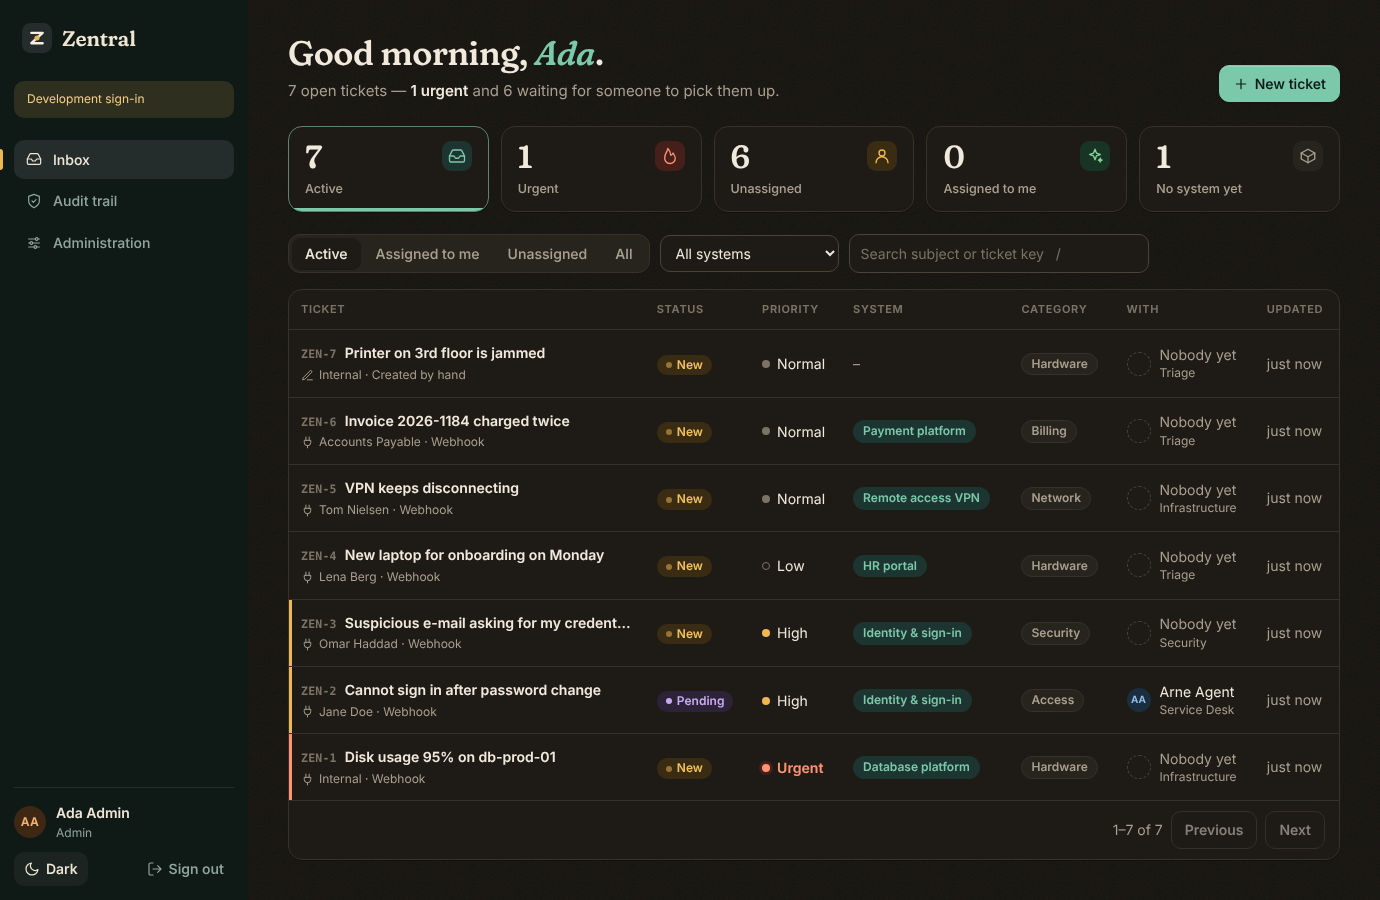 Zentral
Development sign-in
Inbox
Audit trail
Administration
Ada Admin
Admin
Dark
Sign out
Good morning, Ada.
7 open tickets — 1 urgent and 6 waiting for someone to pick them up.
+ New ticket
7
Active
1
Urgent
6
Unassigned
0
Assigned to me
1
No system yet
Active Assigned to me Unassigned All
All systems
Search subject or ticket key /
TICKET STATUS PRIORITY SYSTEM CATEGORY WITH UPDATED
ZEN-7 Printer on 3rd floor is jammed New Normal – Hardware Nobody yet just now
Internal · Created by hand Triage
ZEN-6 Invoice 2026-1184 charged twice New Normal Payment platform Billing Nobody yet just now
Accounts Payable · Webhook Triage
ZEN-5 VPN keeps disconnecting New Normal Remote access VPN Network Nobody yet just now
Tom Nielsen · Webhook Infrastructure
ZEN-4 New laptop for onboarding on Monday New Low HR portal Hardware Nobody yet just now
Lena Berg · Webhook Triage
ZEN-3 Suspicious e-mail asking for my credent... New High Identity & sign-in Security Nobody yet just now
Omar Haddad · Webhook Security
ZEN-2 Cannot sign in after password change Pending High Identity & sign-in Access AA Arne Agent just now
Jane Doe · Webhook Service Desk
ZEN-1 Disk usage 95% on db-prod-01 New Urgent Database platform Hardware Nobody yet just now
Internal · Webhook Infrastructure
1–7 of 7 Previous Next
AA